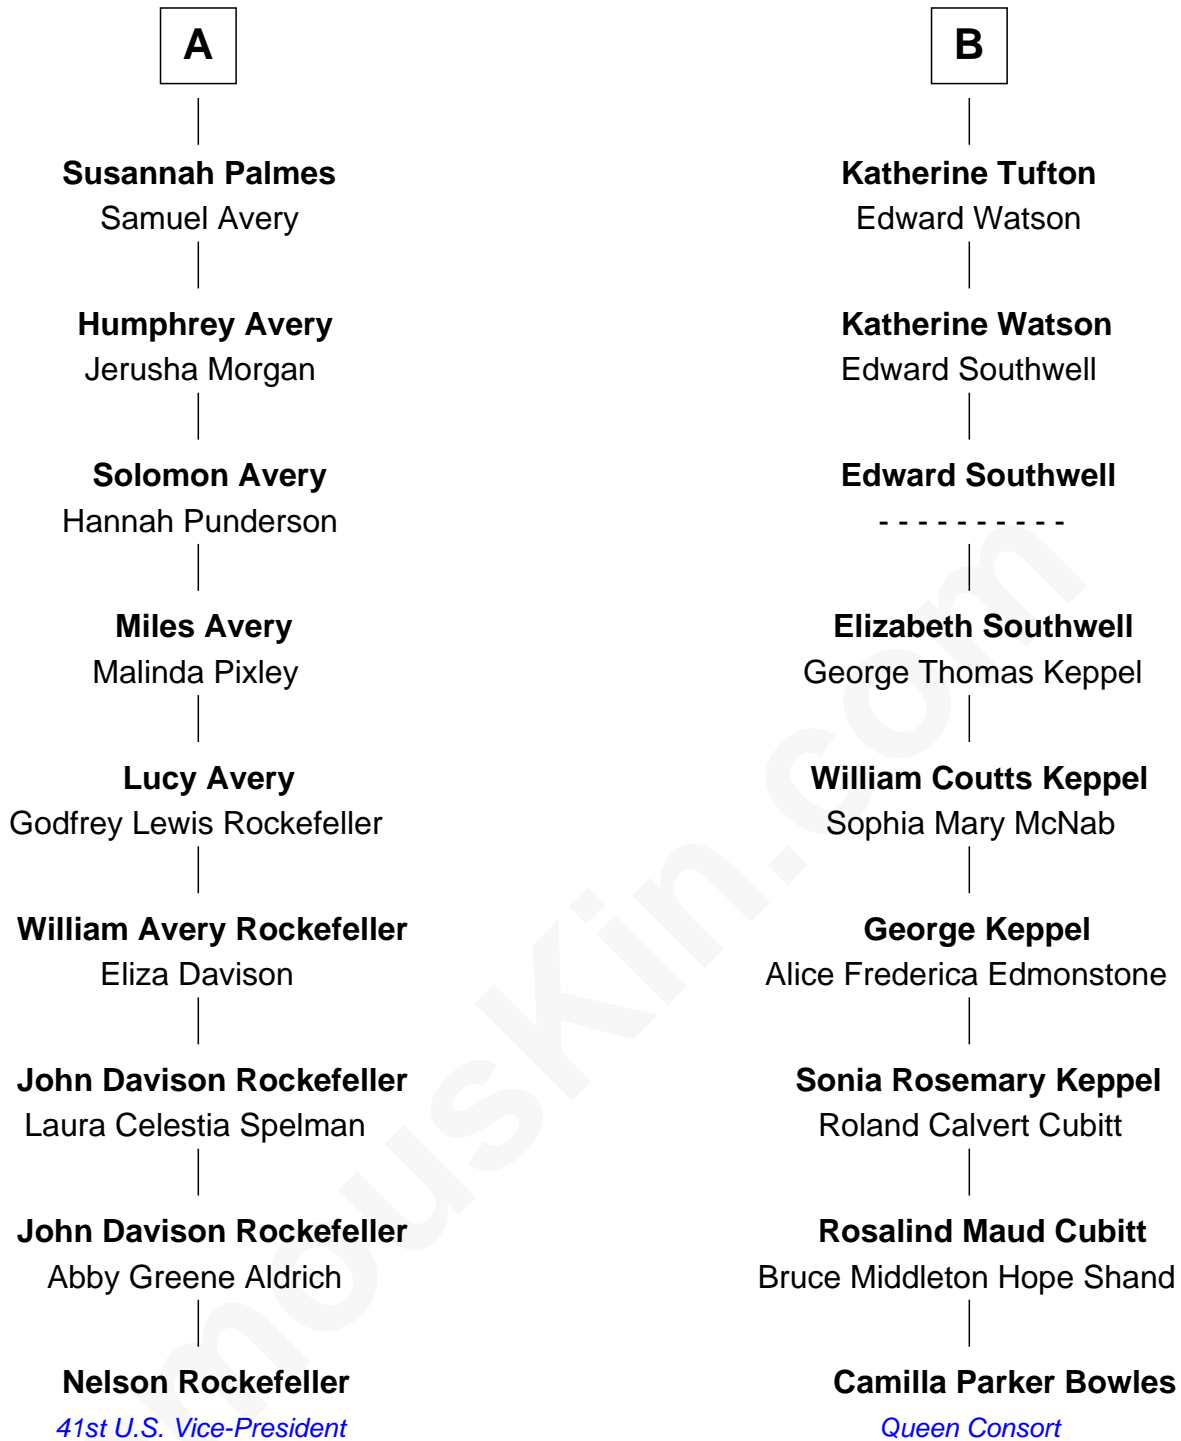 A
Susannah Palmes
Samuel Avery
Humphrey Avery
Jerusha Morgan
Solomon Avery
Hannah Punderson
Miles Avery
Malinda Pixley
Lucy Avery
Godfrey Lewis Rockefeller
William Avery Rockefeller
Eliza Davison
John Davison Rockefeller
Laura Celestia Spelman
John Davison Rockefeller
Abby Greene Aldrich
Nelson Rockefeller
41st U.S. Vice-President
B
Katherine Tufton
Edward Watson
Katherine Watson
Edward Southwell
Edward Southwell
- - - - - - - - - -
Elizabeth Southwell
George Thomas Keppel
William Coutts Keppel
Sophia Mary McNab
George Keppel
Alice Frederica Edmonstone
Sonia Rosemary Keppel
Roland Calvert Cubitt
Rosalind Maud Cubitt
Bruce Middleton Hope Shand
Camilla Parker Bowles
Queen Consort
mouskin.com